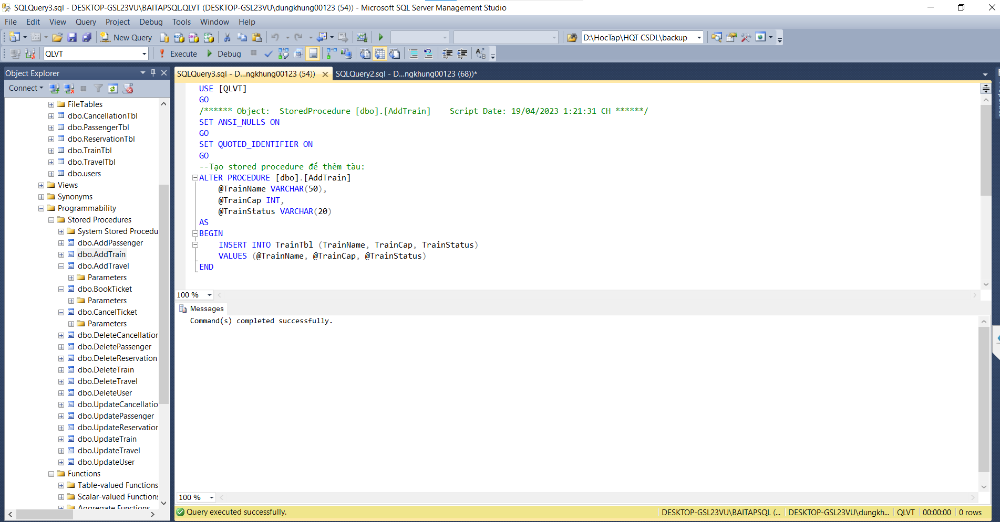 SQLQuery3.sql - DESKTOP-GSL23VU\BAITAPSQL.QLVT (DESKTOP-GSL23VU\dungkhung00123 (54)) - Microsoft SQL Server Management Studio
File Edit View Query Project Debug Tools Window Help
New Query D:\HocTap\HQT CSDL\backup
QLVT Execute Debug
Object Explorer
Connect
FileTables
dbo.CancellationTbl
dbo.PassengerTbl
dbo.ReservationTbl
dbo.TrainTbl
dbo.TravelTbl
dbo.users
Views
Synonyms
Programmability
Stored Procedures
System Stored Procedu
dbo.AddPassenger
dbo.AddTrain
dbo.AddTravel
Parameters
dbo.BookTicket
Parameters
dbo.CancelTicket
Parameters
dbo.DeleteCancellation
dbo.DeletePassenger
dbo.DeleteReservation
dbo.DeleteTrain
dbo.DeleteTravel
dbo.DeleteUser
dbo.UpdateCancellatio
dbo.UpdatePassenger
dbo.UpdateReservation
dbo.UpdateTrain
dbo.UpdateTravel
dbo.UpdateUser
Functions
Table-valued Functions
Scalar-valued Functions
Aggregate Functions
SQLQuery3.sql - D...ngkhung00123 (54)) SQLQuery2.sql - D...ngkhung00123 (68))*
USE [QLVT]
GO
/****** Object:  StoredProcedure [dbo].[AddTrain]    Script Date: 19/04/2023 1:21:31 CH ******/
SET ANSI_NULLS ON
GO
SET QUOTED_IDENTIFIER ON
GO
--Tạo stored procedure để thêm tàu:
ALTER PROCEDURE [dbo].[AddTrain]
@TrainName VARCHAR(50),
@TrainCap INT,
@TrainStatus VARCHAR(20)
AS
BEGIN
INSERT INTO TrainTbl (TrainName, TrainCap, TrainStatus)
VALUES (@TrainName, @TrainCap, @TrainStatus)
END
100 %
Messages
Command(s) completed successfully.
100 %
Query executed successfully. DESKTOP-GSL23VU\BAITAPSQL (... DESKTOP-GSL23VU\dungkh... QLVT 00:00:00 0 rows